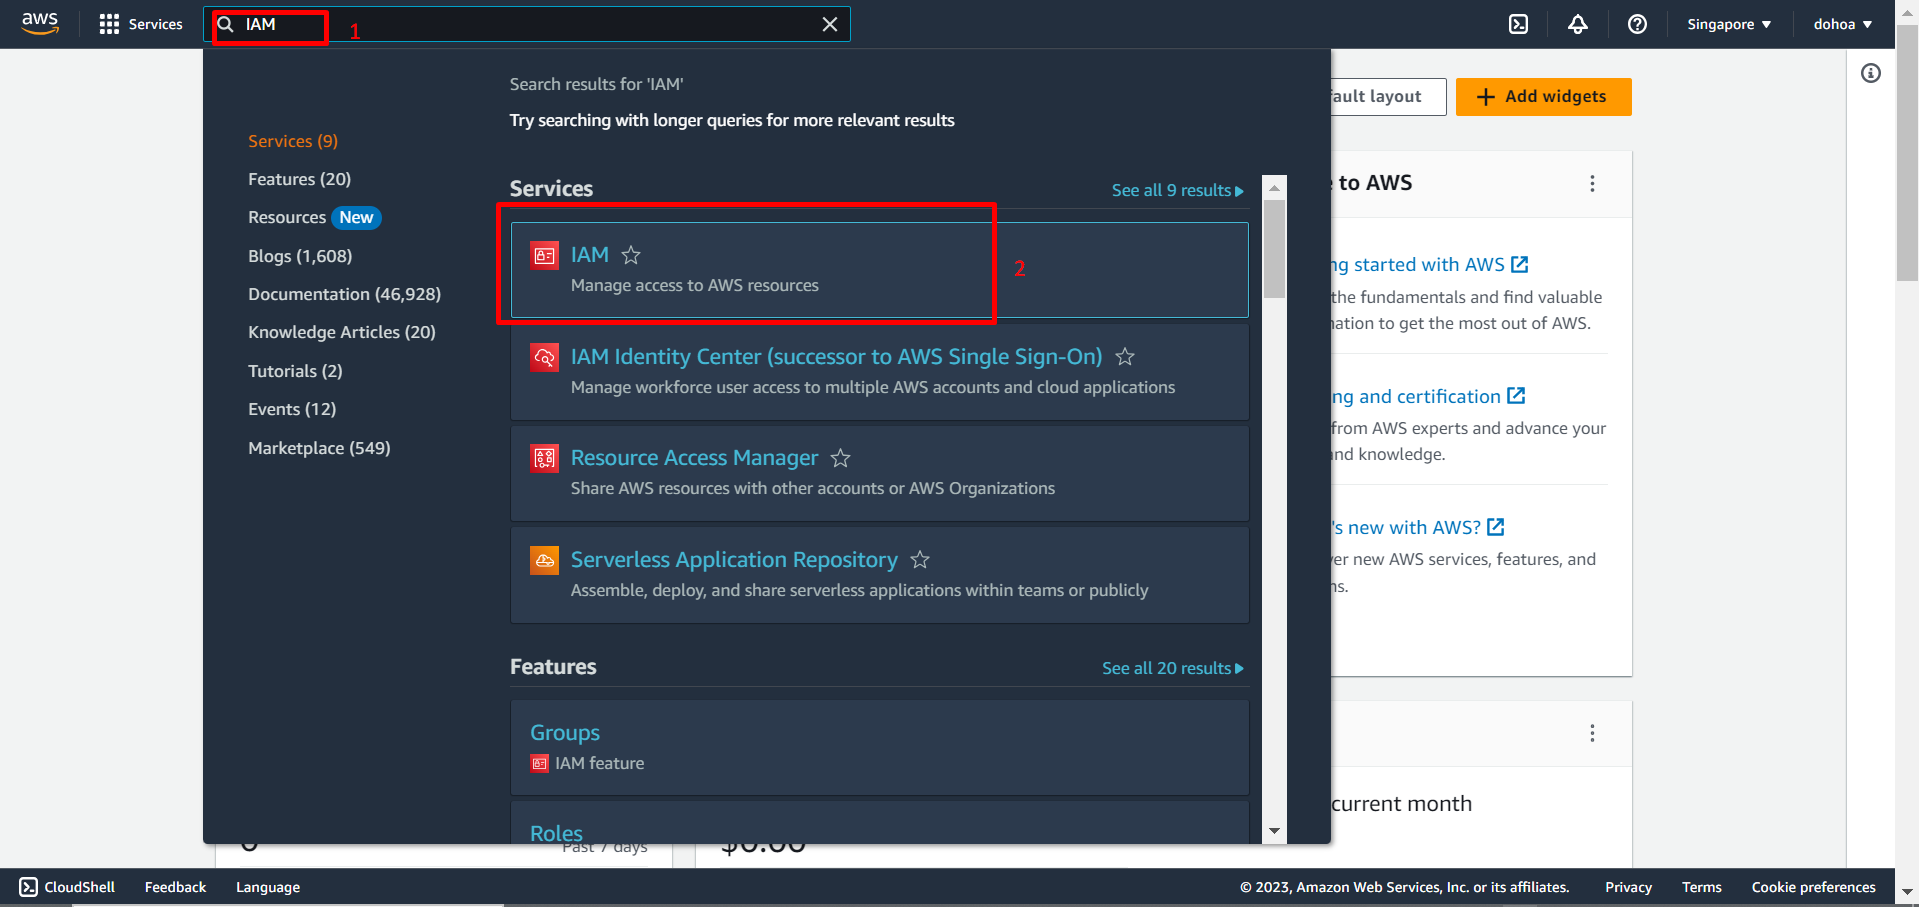 aws
Services
IAM
1
Singapore
dohoa
Search results for 'IAM'
Try searching with longer queries for more relevant results
Services (9)
Features (20)
Resources New
Blogs (1,608)
Documentation (46,928)
Knowledge Articles (20)
Tutorials (2)
Events (12)
Marketplace (549)
Services
See all 9 results
IAM
Manage access to AWS resources
2
IAM Identity Center (successor to AWS Single Sign-On)
Manage workforce user access to multiple AWS accounts and cloud applications
Resource Access Manager
Share AWS resources with other accounts or AWS Organizations
Serverless Application Repository
Assemble, deploy, and share serverless applications within teams or publicly
Features
See all 20 results
Groups
IAM feature
Roles
fault layout
Add widgets
to AWS
ng started with AWS
the fundamentals and find valuable
nation to get the most out of AWS.
ng and certification
from AWS experts and advance your
nd knowledge.
's new with AWS?
er new AWS services, features, and
ns.
current month
Past 7 days
$0.00
CloudShell
Feedback
Language
© 2023, Amazon Web Services, Inc. or its affiliates.
Privacy
Terms
Cookie preferences